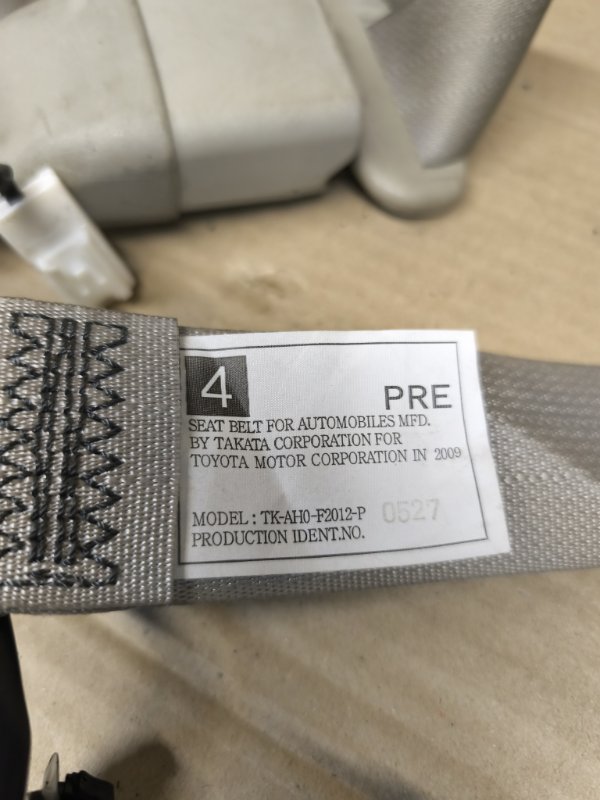 4
PRE
SEAT BELT FOR AUTOMOBILES MFD.
BY TAKATA CORPORATION FOR
TOYOTA MOTOR CORPORATION IN 2009
MODEL : TK-AH0-F2012-P 0527
PRODUCTION IDENT.NO.